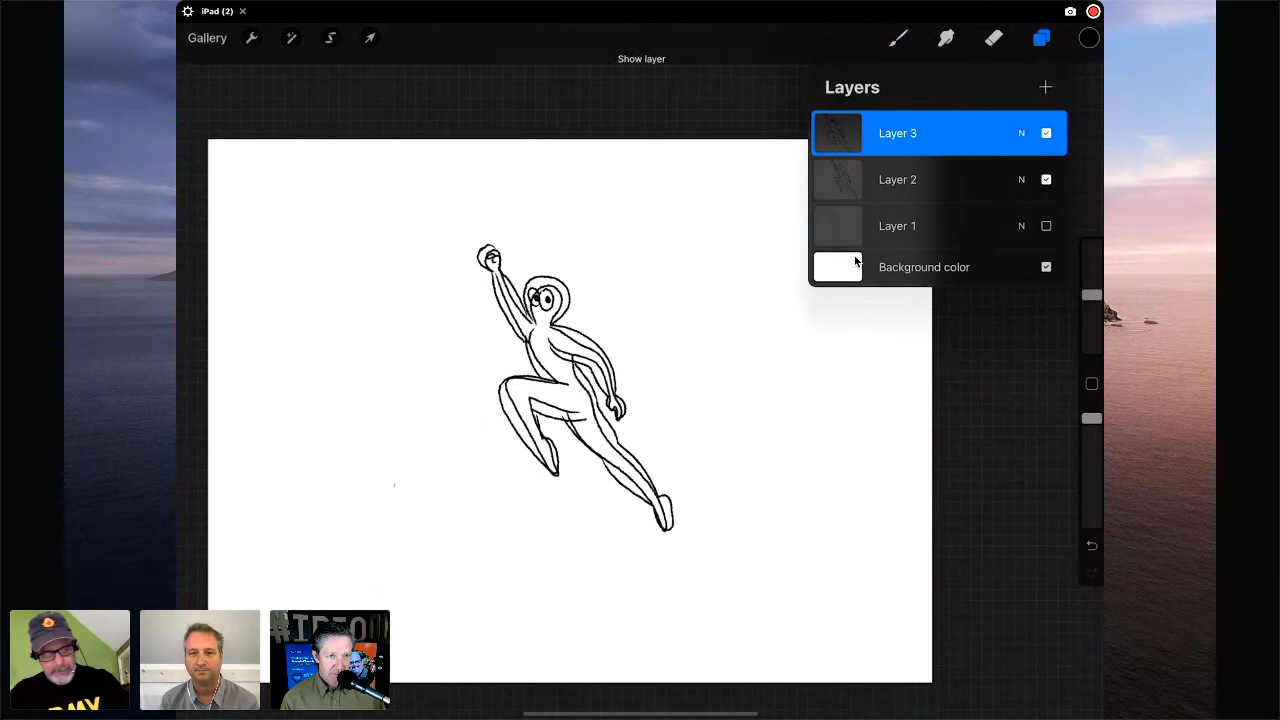 iPad (2)
Gallery
Show layer
Layers
Layer 3 N
Layer 2 N
Layer 1 N
Background color